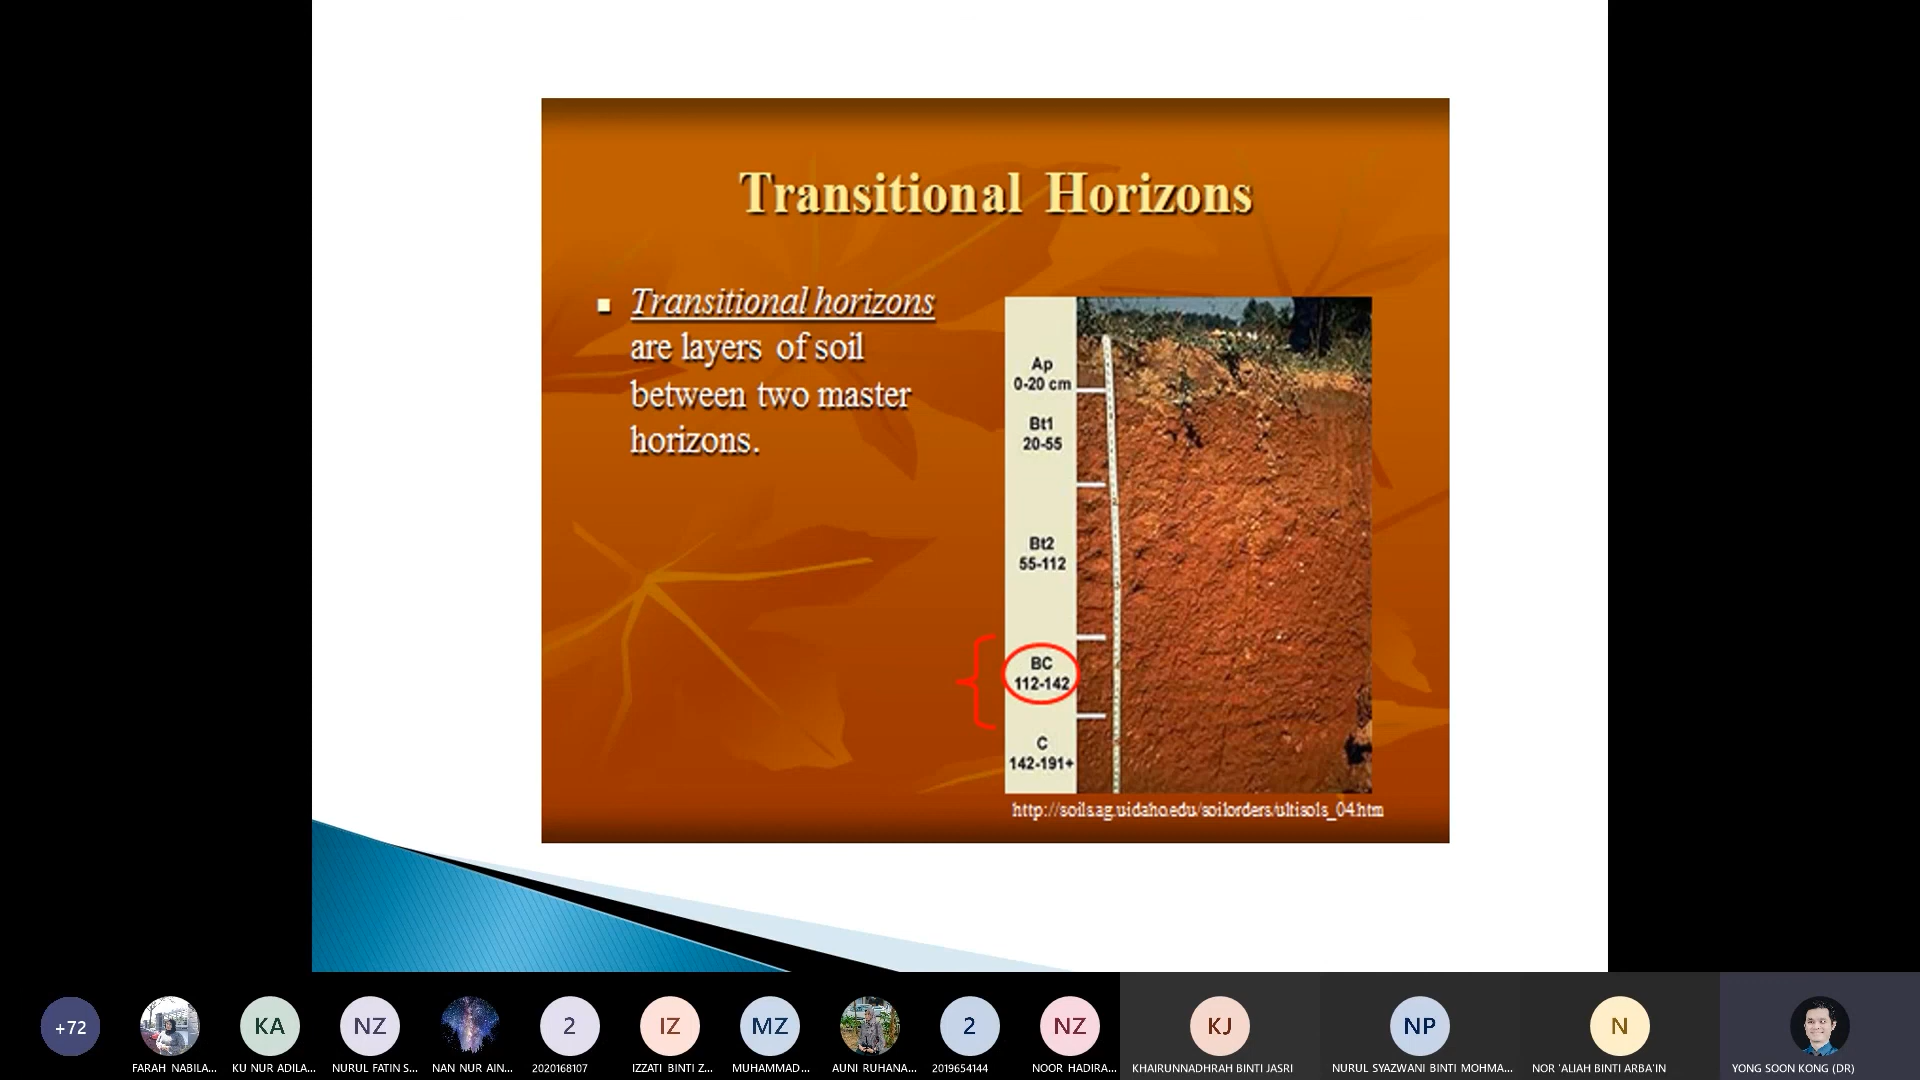 Transitional Horizons
Transitional horizons
are layers of soil
between two master
horizons.
Ap
0-20 cm
Bt1
20-55
Bt2
55-112
BC
112-142
C
142-191+
http://soils.ag.uidaho.edu/soilorders/ultisols_04.htm
+72
KA
NZ
2
IZ
MZ
2
NZ
KJ
NP
N
FARAH NABILA...
KU NUR ADILA...
NURUL FATIN S...
NAN NUR AIN...
2020168107
IZZATI BINTI Z...
MUHAMMAD...
AUNI RUHANA...
2019654144
NOOR HADIRA...
KHAIRUNNADHRAH BINTI JASRI
NURUL SYAZWANI BINTI MOHMA...
NOR 'ALIAH BINTI ARBA'IN
YONG SOON KONG (DR)